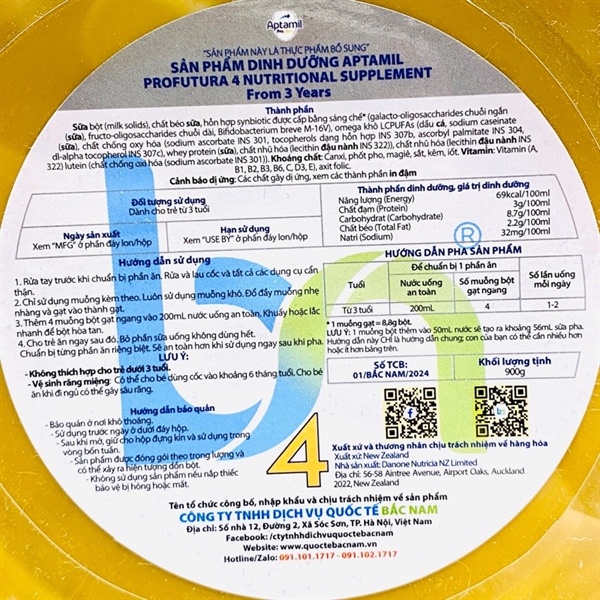 Aptamil
"SẢN PHẨM NÀY LÀ THỰC PHẨM BỔ SUNG"
SẢN PHẨM DINH DƯỠNG APTAMIL
PROFUTURA 4 NUTRITIONAL SUPPLEMENT
From 3 Years
Thành phần
Sữa bột (milk solids), chất béo sữa, hỗn hợp synbiotic được cấp bằng sáng chế* (galacto-oligosaccharides chuỗi ngắn
(sữa), fructo-oligosaccharides chuỗi dài, Bifidobacterium breve M-16V), omega khô LCPUFAs (dầu cá, sodium caseinate
(sữa), chất chống oxy hóa (sodium ascorbate INS 301, tocopherol dang hỗn hợp INS 307b, ascorbyl palmitate INS 304,
dl-alpha tocopherol INS 307c), whey protein (sữa), chất nhũ hóa (lecithin đậu nành INS 322)), chất nhũ hóa (lecithin đậu nành INS
322) lutein (chất chống oxy hóa (sodium ascorbate INS 301)). Khoáng chất: Canxi, phốt pho, magiê, sắt, kẽm, iốt. Vitamin: Vitamin (A,
B1, B2, B3, B6, C, D3, E), axit folic.
Cảnh báo dị ứng: Các chất gây dị ứng, xem các thành phần in đậm
Đối tượng sử dụng
Dành cho trẻ từ 3 tuổi
Ngày sản xuất
Xem "MFG" ở phần đáy lon/hộp
Hạn sử dụng
Xem "USE BY" ở phần đáy lon/hộp
Thành phần dinh dưỡng, giá trị dinh dưỡng
Năng lượng (Energy) 69kcal/100ml
Chất đạm (Protein) 3g/100ml
Carbohydrat (Carbohydrate) 8.7g/100ml
Chất béo (Total Fat) 2.2g/100ml
Natri (Sodium) 32mg/100ml
Hướng dẫn sử dụng
1. Rửa tay trước khi chuẩn bị phần ăn. Rửa và lau cốc và tất cả các dụng cụ cẩn
thận.
2. Chỉ sử dụng muỗng kèm theo. Luôn sử dụng muỗng khô. Đổ đầy muỗng nhẹ
nhàng và gạt vào thành gạt.
3. Thêm 4 muỗng bột gạt ngang vào 200mL nước uống an toàn. Khuấy hoặc lắc
nhanh để bột hòa tan.
4. Cho trẻ ăn ngay sau đó. Bỏ phần sữa uống không dùng hết.
Chuẩn bị từng phần ăn riêng biệt. Sẽ an toàn hơn khi sử dụng ngay sau khi pha.
LƯU Ý:
- Không thích hợp cho trẻ dưới 3 tuổi.
- Vệ sinh răng miệng: Có thể cho bé dùng cốc vào khoảng 6 tháng tuổi. Cho bé
ăn khi đi ngủ có thể gây sâu răng.
Hướng dẫn bảo quản
- Bảo quản ở nơi khô thoáng.
- Sử dụng trước ngày ở dưới đáy hộp.
- Sau khi mở, giữ cho hộp đựng kín và sử dụng trong
vòng bốn tuần.
- Sản phẩm được đóng gói theo trọng lượng và
có thể xảy ra hiện tượng dồn bột.
- Không sử dụng sản phẩm nếu nắp thiếc
bảo vệ bị hỏng hoặc mất.
HƯỚNG DẪN PHA SẢN PHẨM
Tuổi
Để chuẩn bị 1 phần ăn
Nước uống
an toàn
Số muỗng bột
gạt ngang
Số lần uống
mỗi ngày
Từ 3 tuổi 200mL 4 1-2
* 1 muỗng gạt = 8,8g bột.
LƯU Ý: 1 muỗng bột thêm vào 50mL nước sẽ tạo ra khoảng 56mL sữa pha.
Hướng dẫn này CHỈ là hướng dẫn chung; con của bạn có thể cần nhiều hơn
hoặc ít hơn bảng trên.
Số TCB:
01/BẮC NAM/2024
Khối lượng tịnh
900g
bn
®
4
Xuất xứ và thương nhân chịu trách nhiệm về hàng hóa
Xuất xứ: New Zealand
Nhà sản xuất: Danone Nutricia NZ Limited
Địa chỉ: 56-58 Aintree Avenue, Airport Oaks, Auckland
2022, New Zealand
Tên tổ chức công bố, nhập khẩu và chịu trách nhiệm về sản phẩm
CÔNG TY TNHH DỊCH VỤ QUỐC TẾ BẮC NAM
Địa chỉ: Số nhà 12, Đường 2, Xã Sóc Sơn, TP. Hà Nội, Việt Nam
Facebook: /ctytnhhdichvuquoctebacnam
Website: www.quoctebacnam.vn
Hotline/Zalo: 091.101.1717 - 091.102.1717